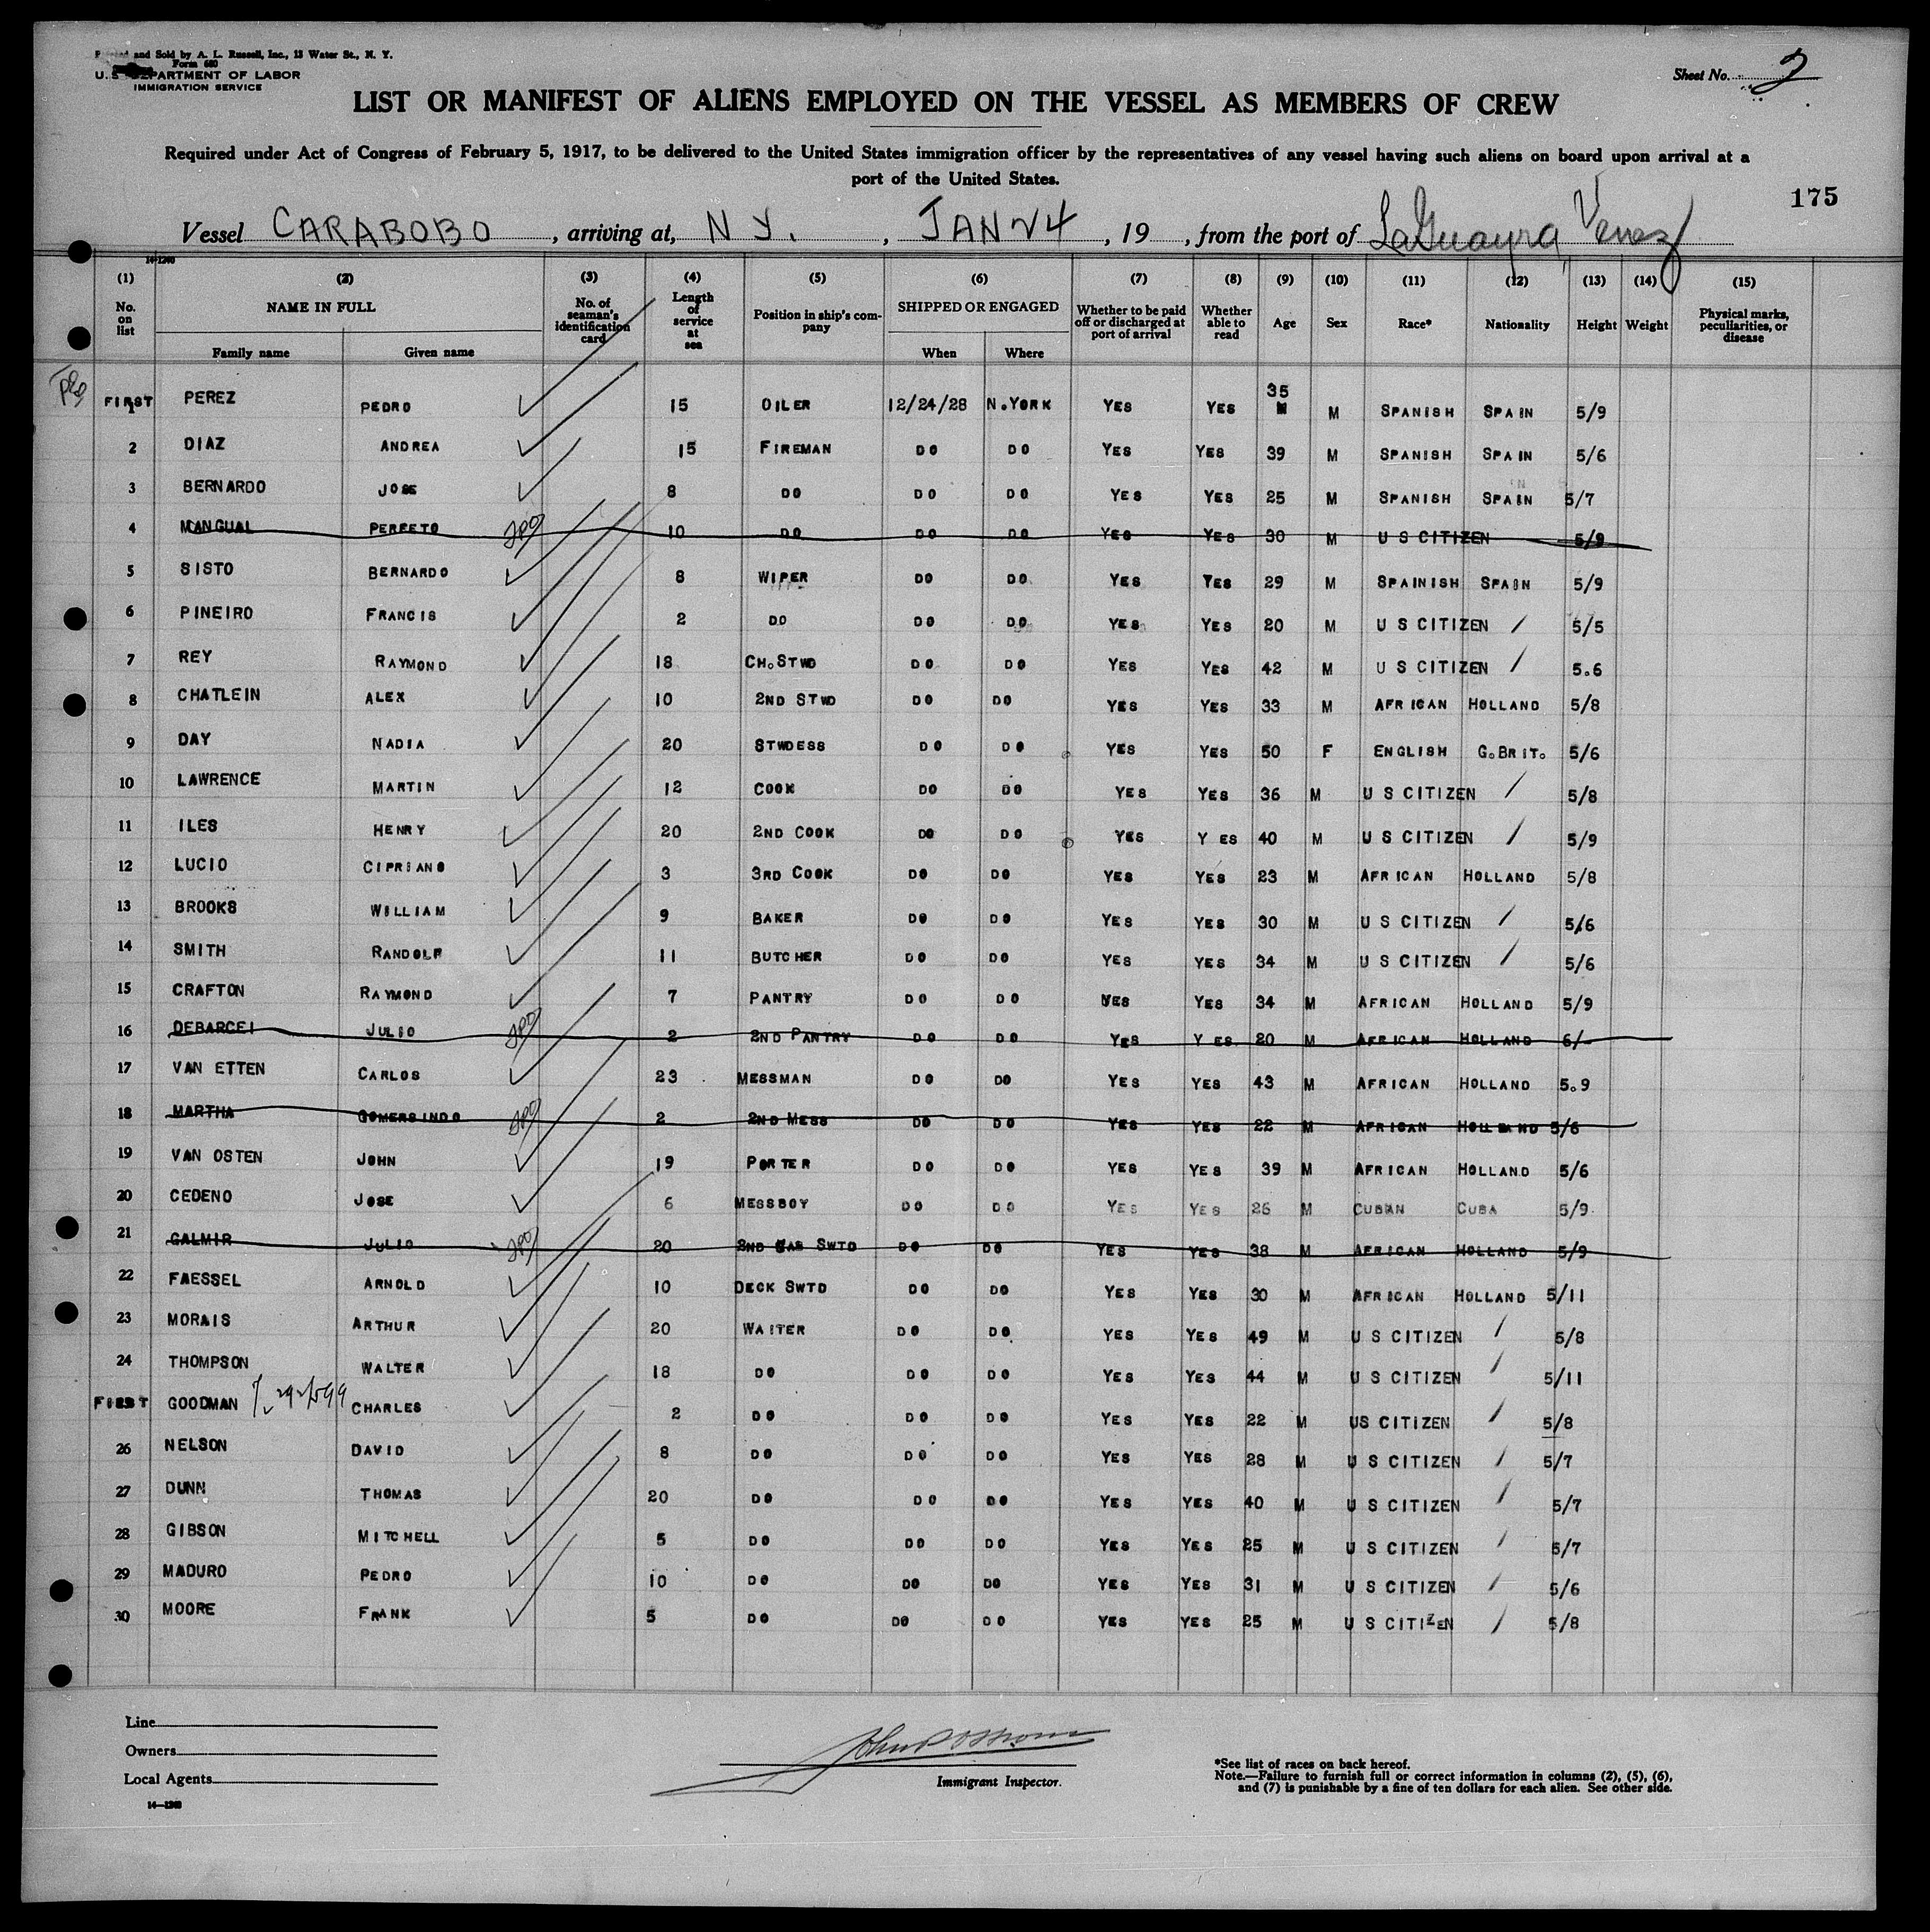 and Sold by A. L. Russell, Inc., 13 Water St., N. Y.
Form 680
U.S. DEPARTMENT OF LABOR
IMMIGRATION SERVICE
Sheet No. 2
LIST OR MANIFEST OF ALIENS EMPLOYED ON THE VESSEL AS MEMBERS OF CREW
Required under Act of Congress of February 5, 1917, to be delivered to the United States immigration officer by the representatives of any vessel having such aliens on board upon arrival at a
port of the United States.
175
Vessel CARABOBO, arriving at, N Y., JAN 24, 19 , from the port of LaGuayra Venez
14-1240
(1) (2) (3) (4) (5) (6) (7) (8) (9) (10) (11) (12) (13) (14) (15)
No. on list NAME IN FULL Family name Given name No. of seaman's identification card Length of service at sea Position in ship's company SHIPPED OR ENGAGED When Where Whether to be paid off or discharged at port of arrival Whether able to read Age Sex Race* Nationality Height Weight Physical marks, peculiarities, or disease
FIRST 1 PEREZ PEDRO 15 OILER 12/24/28 N.YORK YES YES 35 M SPANISH SPAIN 5/9
2 DIAZ ANDREA 15 FIREMAN DO DO YES YES 39 M SPANISH SPAIN 5/6
3 BERNARDO JOSE 8 DO DO DO YES YES 25 M SPANISH SPAIN 5/7
4 MANGUAL PERFETO 10 DO DO DO YES YES 30 M U S CITIZEN 5/9
5 SISTO BERNARDO 8 WIPER DO DO YES YES 29 M SPAINISH SPAIN 5/9
6 PINEIRO FRANCIS 2 DO DO DO YES YES 20 M U S CITIZEN 5/5
7 REY RAYMOND 18 CH.STWD DO DO YES YES 42 M U S CITIZEN 5.6
8 CHATLEIN ALEX 10 2ND STWD DO DO YES YES 33 M AFRICAN HOLLAND 5/8
9 DAY NADIA 20 STWDESS DO DO YES YES 50 F ENGLISH G.BRIT. 5/6
10 LAWRENCE MARTIN 12 COOK DO DO YES YES 36 M U S CITIZEN 5/8
11 ILES HENRY 20 2ND COOK DO DO YES Y ES 40 M U S CITIZEN 5/9
12 LUCIO CIPRIANO 3 3RD COOK DO DO YES YES 23 M AFRICAN HOLLAND 5/8
13 BROOKS WILLIAM 9 BAKER DO DO YES YES 30 M U S CITIZEN 5/6
14 SMITH RANDOLF 11 BUTCHER DO DO YES YES 34 M U S CITIZEN 5/6
15 CRAFTON RAYMOND 7 PANTRY DO DO YES YES 34 M AFRICAN HOLLAND 5/9
16 DEBARCEI JULIO 2 2ND PANTRY DO DO YES Y ES 20 M AFRICAN HOLLAND 6/-
17 VAN ETTEN CARLOS 23 MESSMAN DO DO YES YES 43 M AFRICAN HOLLAND 5.9
18 MARTHA GOMERSINDO 2 2ND MESS DO DO YES YES 22 M AFRICAN HOLLAND 5/6
19 VAN OSTEN JOHN 19 PORTER DO DO YES YES 39 M AFRICAN HOLLAND 5/6
20 CEDENO JOSE 6 MESSBOY DO DO YES YES 26 M CUBAN CUBA 5/9
21 GALMIR JULIO 20 2ND SWTD DO DO YES YES 38 M AFRICAN HOLLAND 5/9
22 FAESSEL ARNOLD 10 DECK SWTD DO DO YES YES 30 M AFRICAN HOLLAND 5/11
23 MORAIS ARTHUR 20 WAITER DO DO YES YES 49 M U S CITIZEN 5/8
24 THOMPSON WALTER 18 DO DO DO YES YES 44 M U S CITIZEN 5/11
FIRST GOODMAN CHARLES 2 DO DO DO YES YES 22 M US CITIZEN 5/8
26 NELSON DAVID 8 DO DO DO YES YES 28 M U S CITIZEN 5/7
27 DUNN THOMAS 20 DO DO DO YES YES 40 M U S CITIZEN 5/7
28 GIBSON MITCHELL 5 DO DO DO YES YES 25 M U S CITIZEN 5/7
29 MADURO PEDRO 10 DO DO DO YES YES 31 M U S CITIZEN 5/6
30 MOORE FRANK 5 DO DO DO YES YES 25 M U S CITIZEN 5/8
Line
Owners
Local Agents
14-1240
Immigrant Inspector.
*See list of races on back hereof.
Note.—Failure to furnish full or correct information in columns (2), (5), (6),
and (7) is punishable by a fine of ten dollars for each alien. See other side.